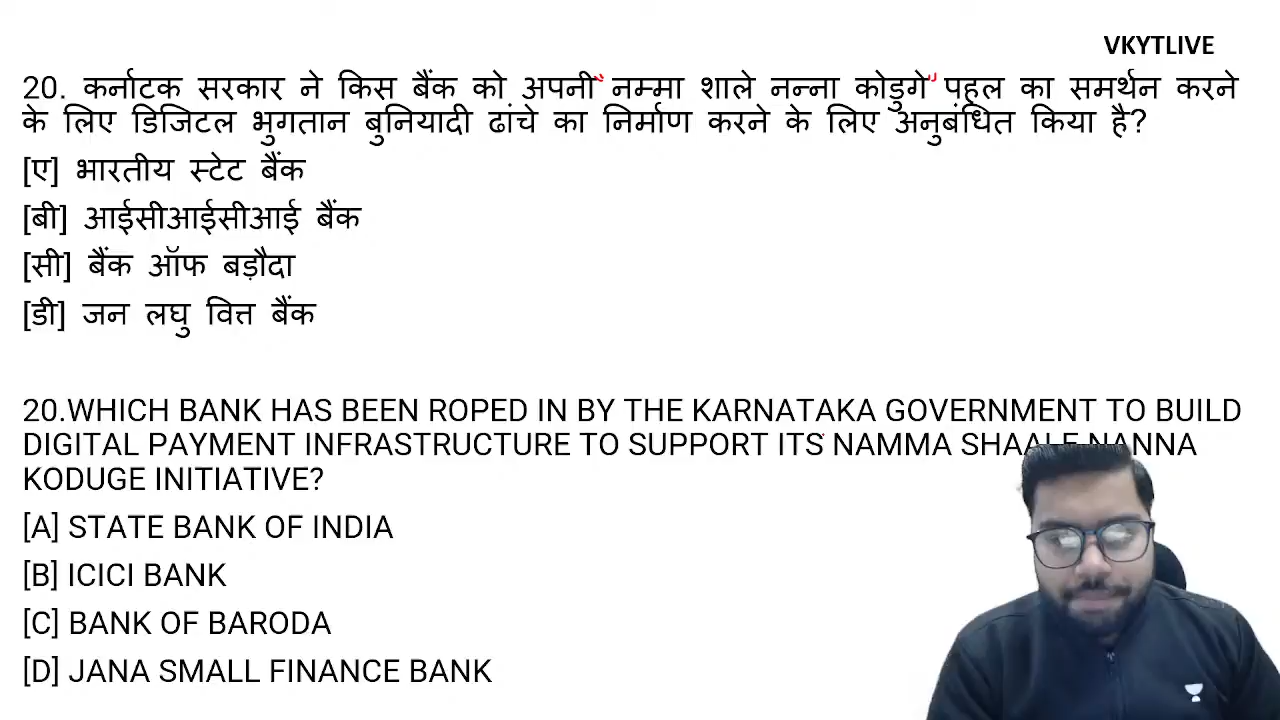 VKYTLIVE
20. कर्नाटक सरकार ने किस बैंक को अपनी " नम्मा शाले नन्ना कोडुगे" पहल का समर्थन करने
के लिए डिजिटल भुगतान बुनियादी ढांचे का निर्माण करने के लिए अनुबंधित किया है?
[ए] भारतीय स्टेट बैंक
[बी] आईसीआईसीआई बैंक
[सी] बैंक ऑफ बड़ौदा
[डी] जन लघु वित्त बैंक
20.WHICH BANK HAS BEEN ROPED IN BY THE KARNATAKA GOVERNMENT TO BUILD
DIGITAL PAYMENT INFRASTRUCTURE TO SUPPORT ITS NAMMA SHAALE NANNA
KODUGE INITIATIVE?
[A] STATE BANK OF INDIA
[B] ICICI BANK
[C] BANK OF BARODA
[D] JANA SMALL FINANCE BANK